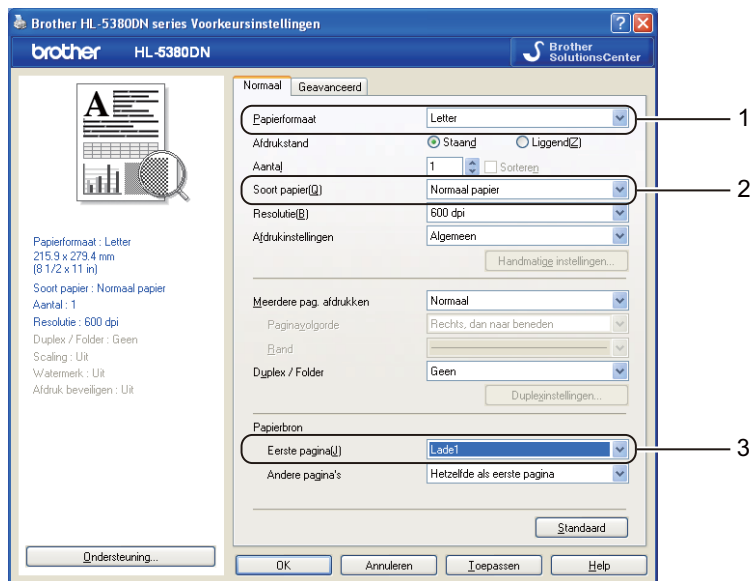 Brother HL-5380DN series Voorkeursinstellingen
brother HL-5380DN
Brother SolutionsCenter
Normaal Geavanceerd
Papierformaat Letter 1
Afdrukstand Staand Liggend(Z)
Aantal 1 Sorteren
Soort papier(Q) Normaal papier 2
Resolutie(B) 600 dpi
Afdrukinstellingen Algemeen
Handmatige instellingen...
Meerdere pag. afdrukken Normaal
Paginavolgorde Rechts, dan naar beneden
Rand
Duplex / Folder Geen
Duplexinstellingen...
Papierbron
Eerste pagina(J) Lade1 3
Andere pagina's Hetzelfde als eerste pagina
Standaard
A
Papierformaat : Letter
215.9 x 279.4 mm
(8 1/2 x 11 in)
Soort papier : Normaal papier
Aantal : 1
Resolutie : 600 dpi
Duplex / Folder : Geen
Scaling : Uit
Watermerk : Uit
Afdruk beveiligen : Uit
Ondersteuning...
OK Annuleren Toepassen Help